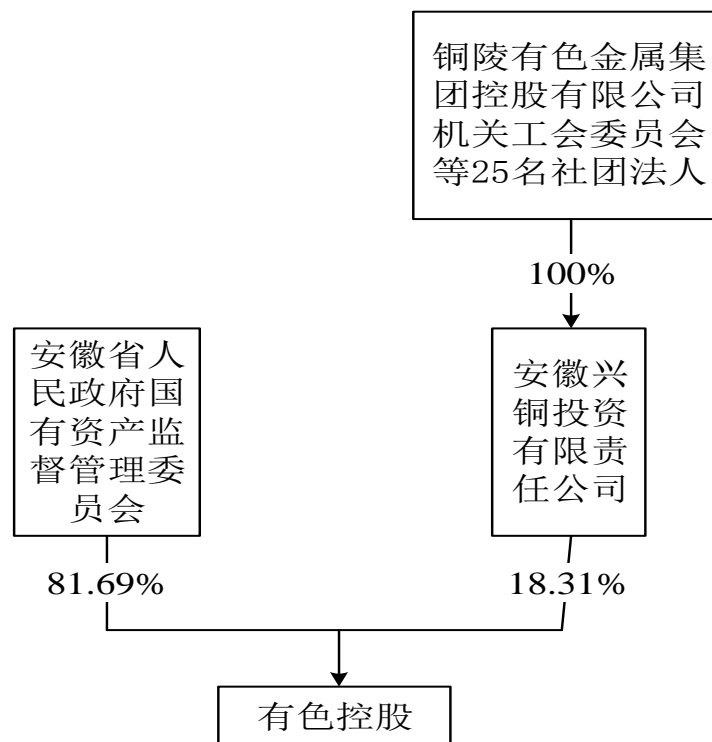 铜陵有色金属集
团控股有限公司
机关工会委员会
等25名社团法人
100%
安徽省人
民政府国
有资产监
督管理委
员会
安徽兴
铜投资
有限责
任公司
81.69%
18.31%
有色控股